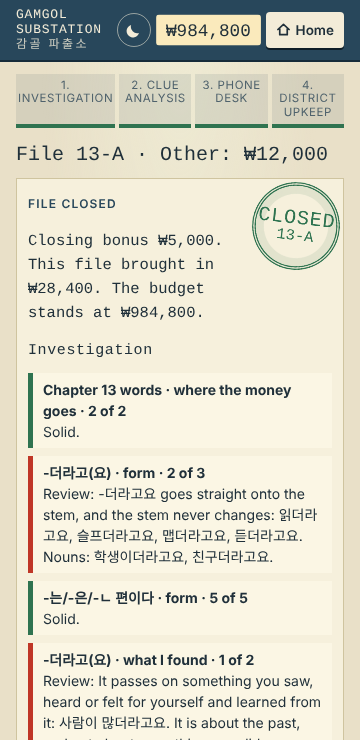 GAMGOL
SUBSTATION
감골 파출소
₩984,800
Home
1.
INVESTIGATION
2. CLUE
ANALYSIS
3. PHONE
DESK
4.
DISTRICT
UPKEEP
File 13-A · Other: ₩12,000
FILE CLOSED
CLOSED
13-A
Closing bonus ₩5,000.
This file brought in
₩28,400. The budget
stands at ₩984,800.
Investigation
Chapter 13 words · where the money
goes · 2 of 2
Solid.
-더라고(요) · form · 2 of 3
Review: -더라고요 goes straight onto the
stem, and the stem never changes: 읽더라
고요, 슬프더라고요, 맵더라고요, 듣더라고요.
Nouns: 학생이더라고요, 친구더라고요.
-는/-은/-ㄴ 편이다 · form · 5 of 5
Solid.
-더라고(요) · what I found · 1 of 2
Review: It passes on something you saw,
heard or felt for yourself and learned from
it: 사람이 많더라고요. It is about the past,